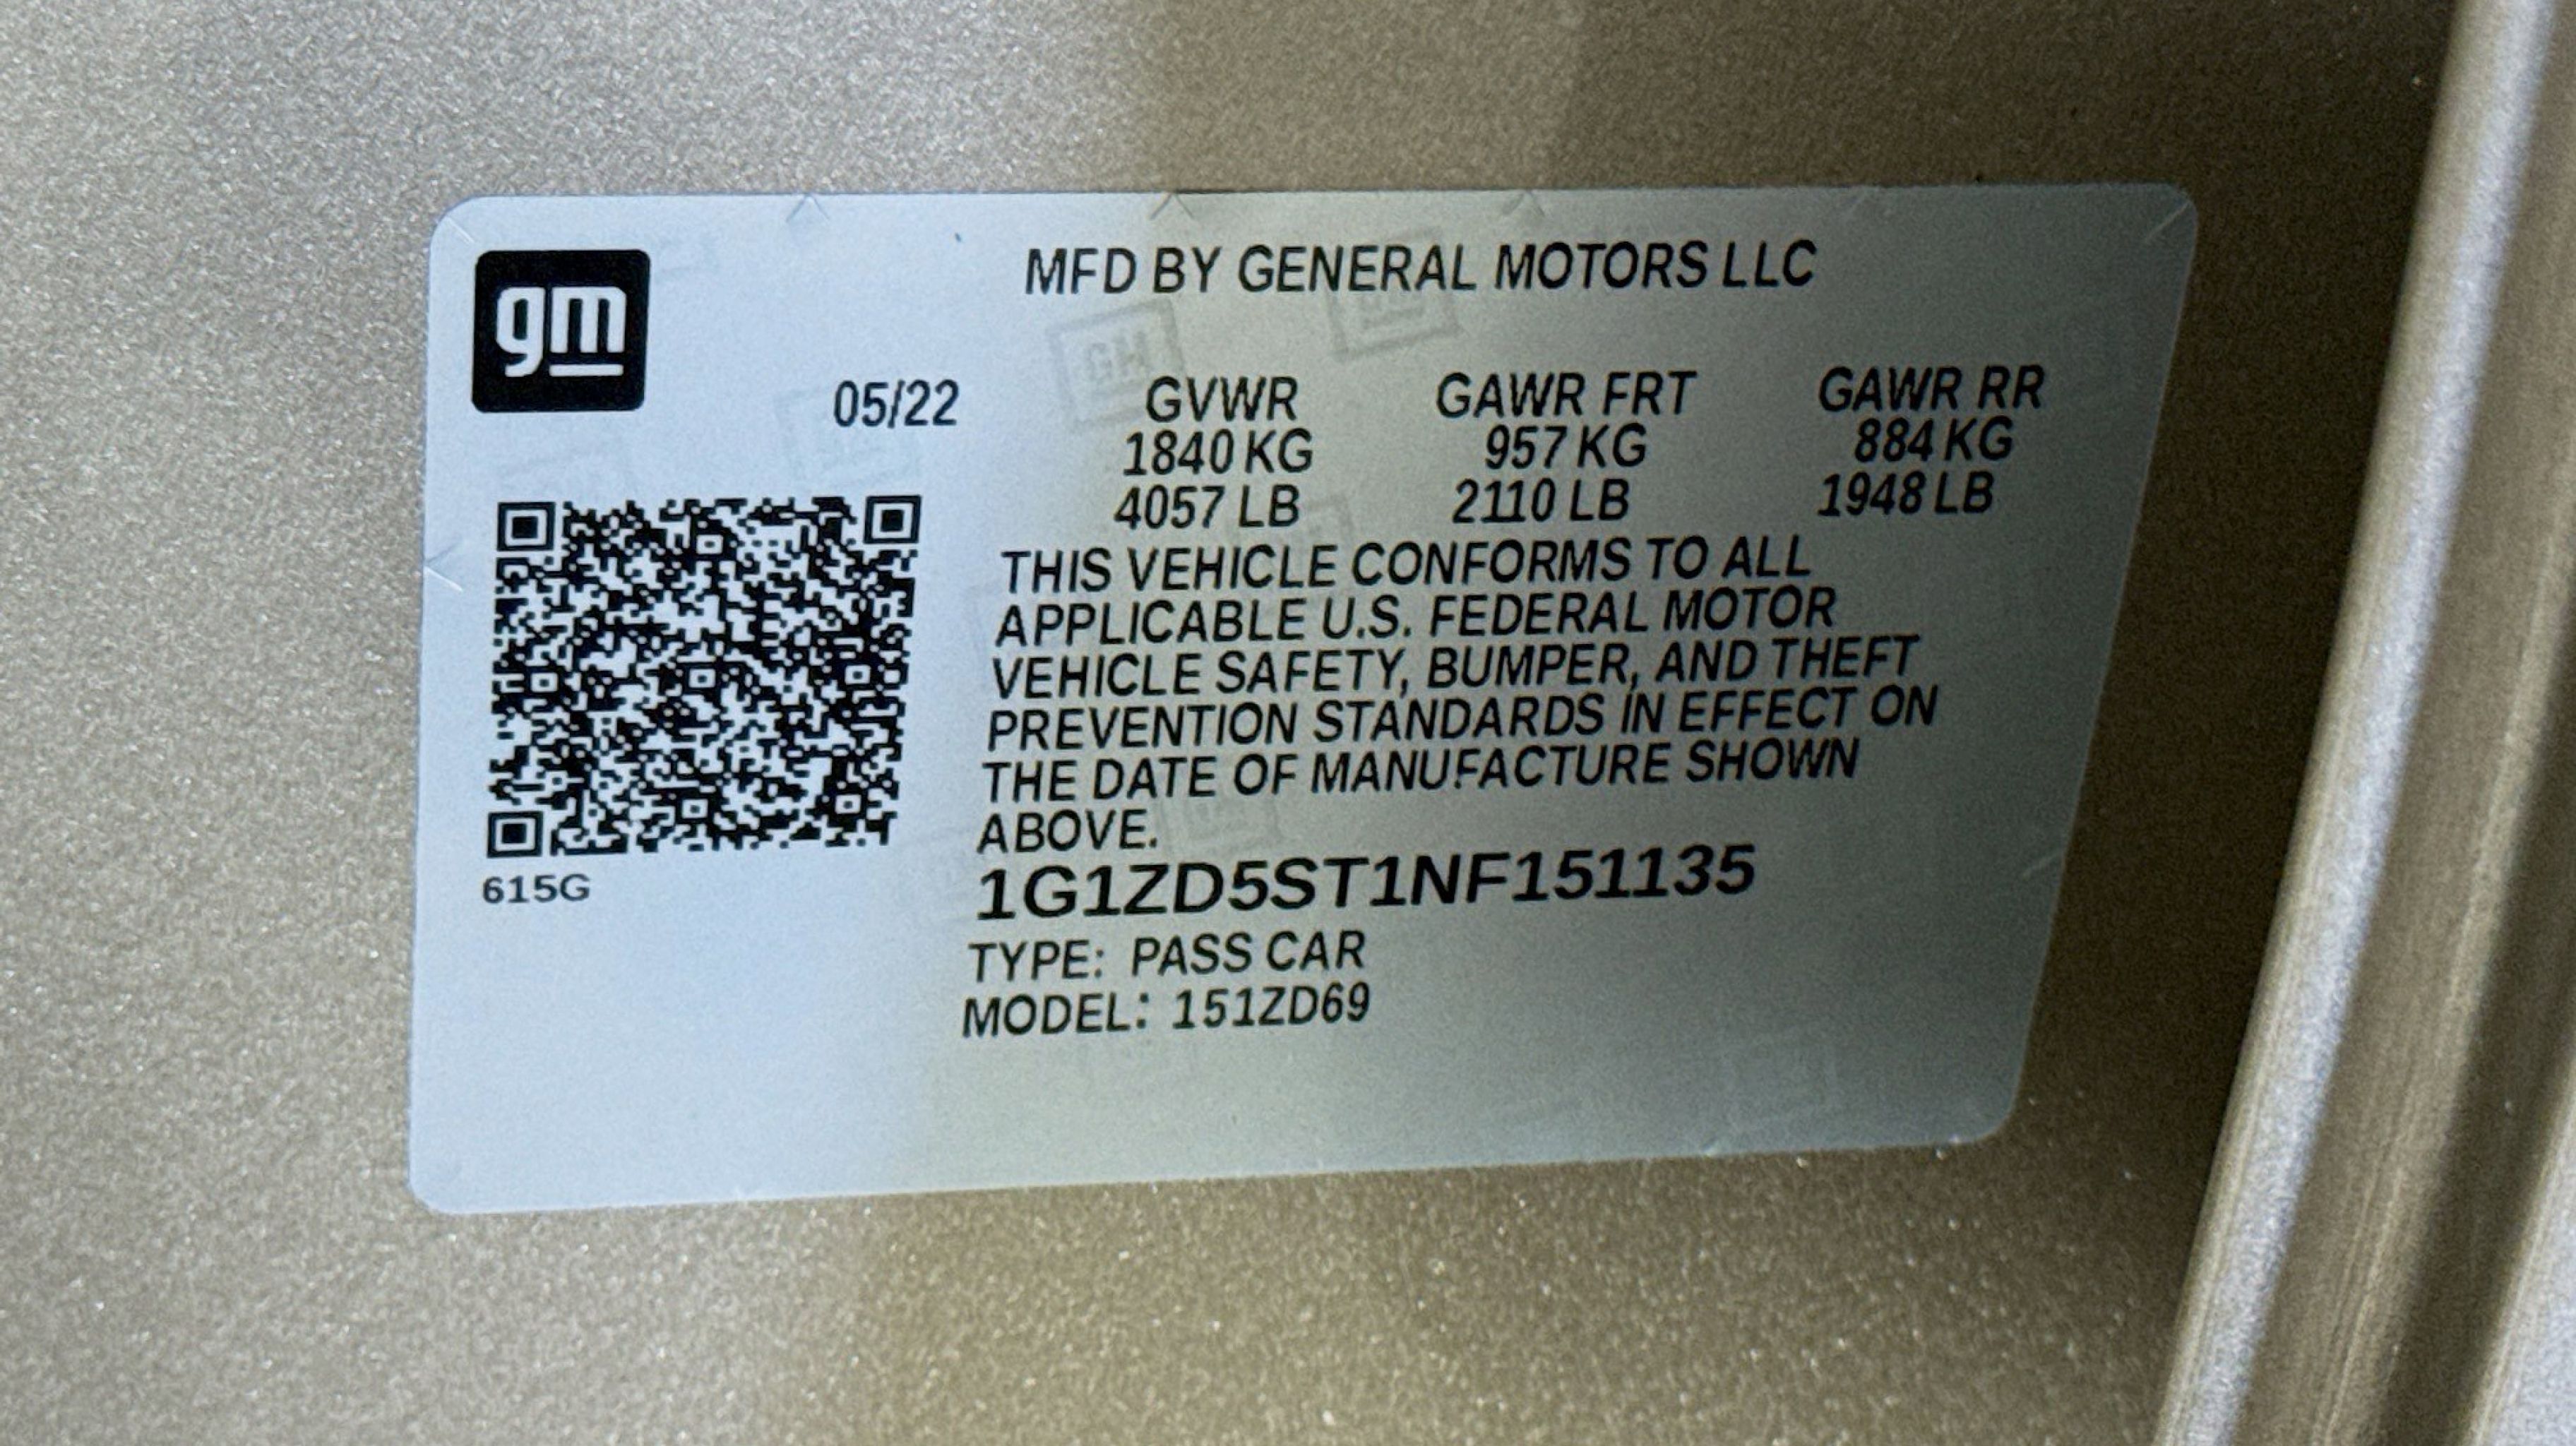 gm
MFD BY GENERAL MOTORS LLC
05/22 GVWR GAWR FRT GAWR RR
1840 KG 957 KG 884 KG
4057 LB 2110 LB 1948 LB
THIS VEHICLE CONFORMS TO ALL
APPLICABLE U.S. FEDERAL MOTOR
VEHICLE SAFETY, BUMPER, AND THEFT
PREVENTION STANDARDS IN EFFECT ON
THE DATE OF MANUFACTURE SHOWN
ABOVE.
615G
1G1ZD5ST1NF151135
TYPE: PASS CAR
MODEL: 151ZD69